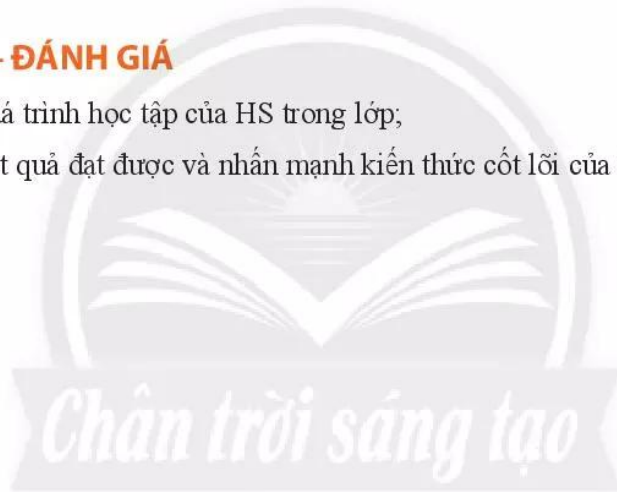 - ĐÁNH GIÁ
á trình học tập của HS trong lớp;
t quả đạt được và nhấn mạnh kiến thức cốt lõi của
Chân trời sáng tạo